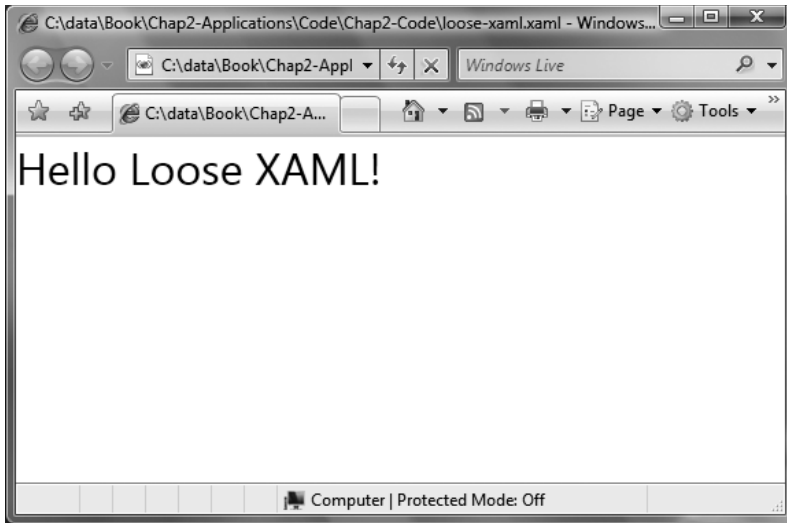 C:\data\Book\Chap2-Applications\Code\Chap2-Code\loose-xaml.xaml - Windows...
C:\data\Book\Chap2-Appl
Windows Live
C:\data\Book\Chap2-A...
Page
Tools
Hello Loose XAML!
Computer | Protected Mode: Off